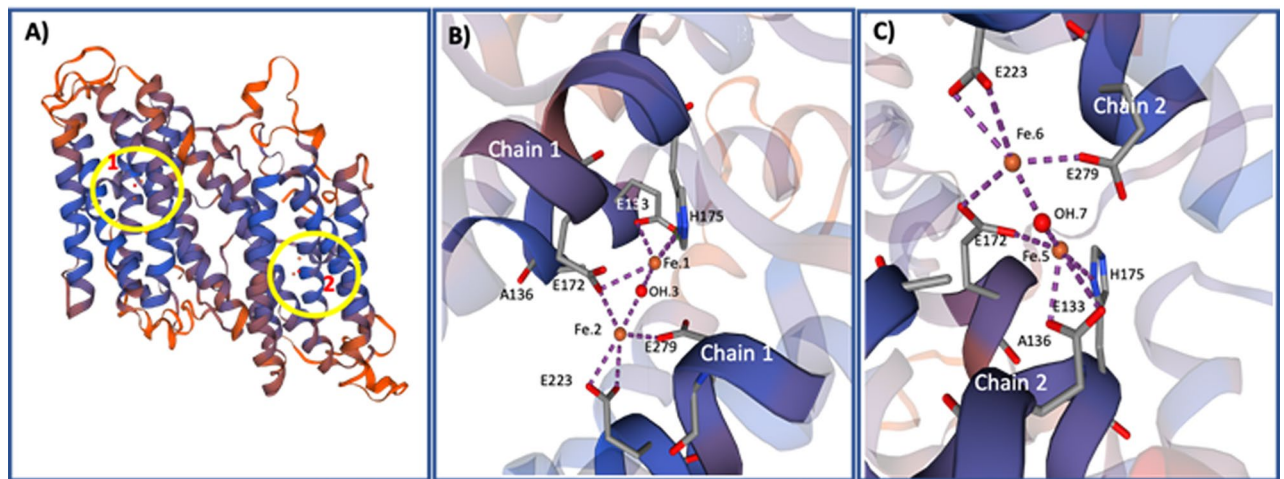 A)
1
2
B)
Chain 1
E133
H175
Fe.1
A136
E172
OH.3
Fe.2
E279
Chain 1
E223
C)
E223
Chain 2
Fe.6
E279
OH.7
E172
Fe.5
H175
E133
A136
Chain 2